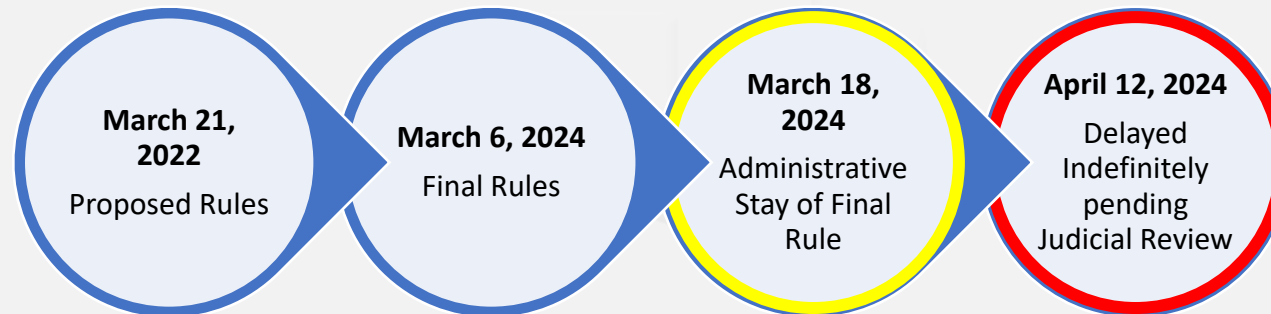 March 21,
2022
Proposed Rules
March 6, 2024
Final Rules
March 18,
2024
Administrative
Stay of Final
Rule
April 12, 2024
Delayed
Indefinitely
pending
Judicial Review